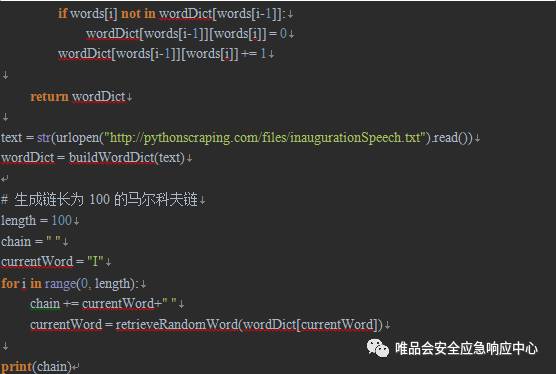 if words[i] not in wordDict[words[i-1]]:
wordDict[words[i-1]][words[i]] = 0
wordDict[words[i-1]][words[i]] += 1
return wordDict
text = str(urlopen("http://pythonscraping.com/files/inaugurationSpeech.txt").read())
wordDict = buildWordDict(text)
# 生成链长为 100 的马尔科夫链
length = 100
chain = " "
currentWord = "I"
for i in range(0, length):
chain += currentWord+" "
currentWord = retrieveRandomWord(wordDict[currentWord])
唯品会安全应急响应中心
print(chain)